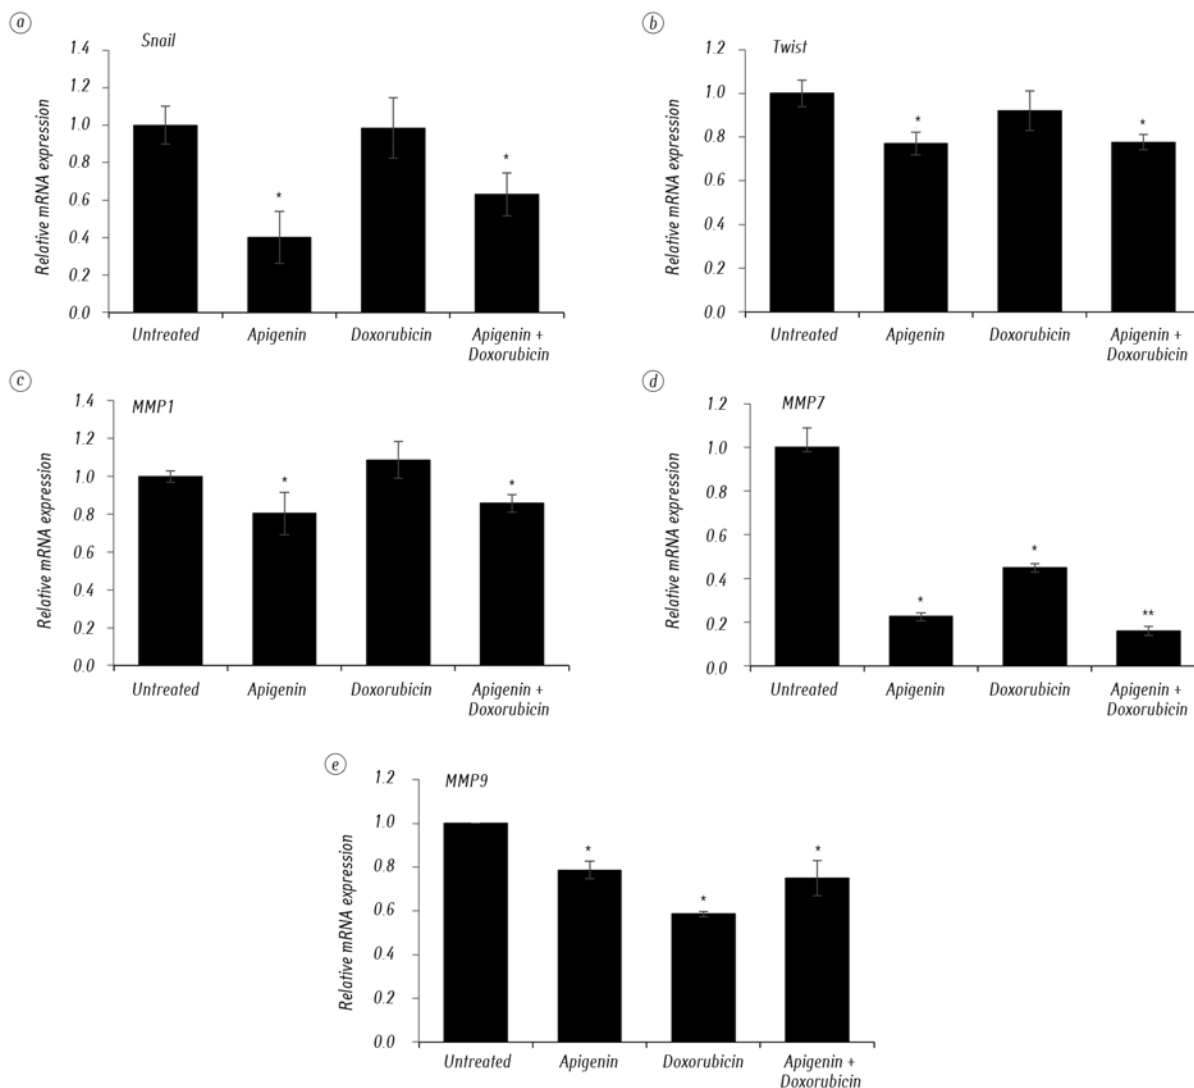 a
Snail
Relative mRNA expression
1.4
1.2
1.0
0.8
0.6
0.4
0.2
0.0
*
*
Untreated
Apigenin
Doxorubicin
Apigenin +
Doxorubicin
b
Twist
Relative mRNA expression
1.2
1.0
0.8
0.6
0.4
0.2
0.0
*
*
Untreated
Apigenin
Doxorubicin
Apigenin +
Doxorubicin
c
MMP1
Relative mRNA expression
1.4
1.2
1.0
0.8
0.6
0.4
0.2
0.0
*
*
Untreated
Apigenin
Doxorubicin
Apigenin +
Doxorubicin
d
MMP7
Relative mRNA expression
1.2
1.0
0.8
0.6
0.4
0.2
0.0
*
*
**
Untreated
Apigenin
Doxorubicin
Apigenin +
Doxorubicin
e
MMP9
Relative mRNA expression
1.2
1.0
0.8
0.6
0.4
0.2
0.0
*
*
*
Untreated
Apigenin
Doxorubicin
Apigenin +
Doxorubicin